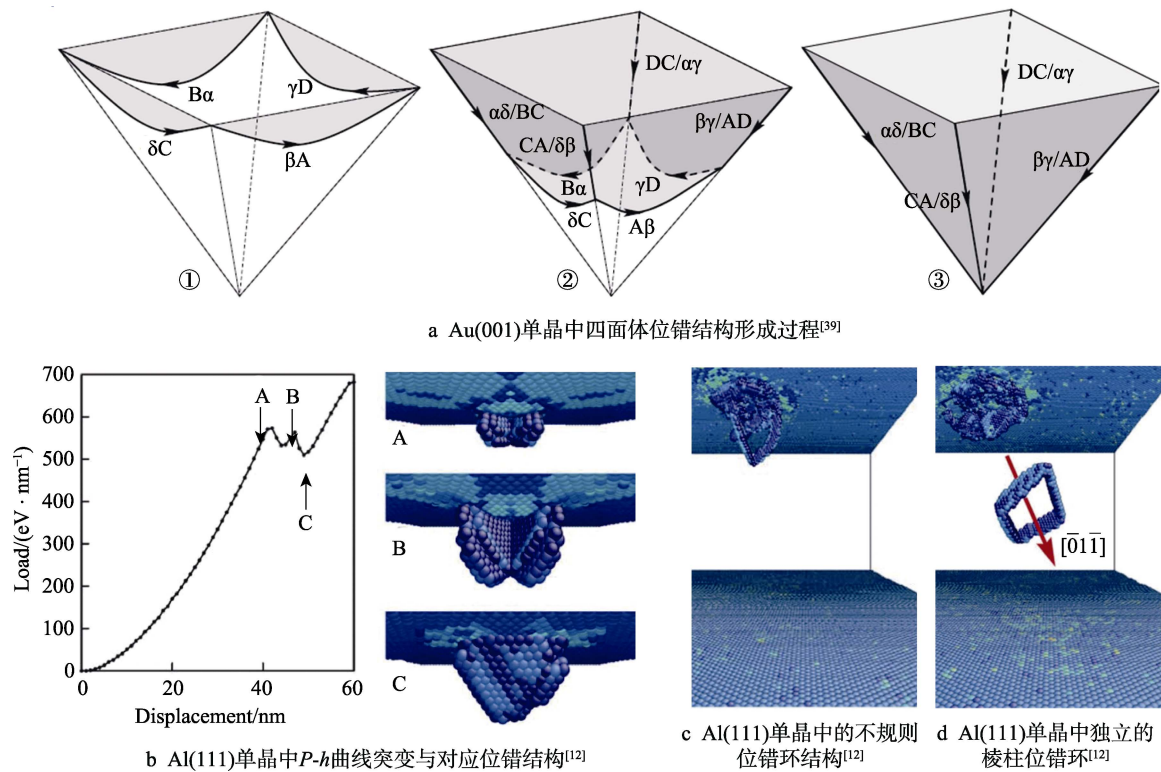 Bα
γD
δC
βA
①
DC/αγ
αδ/BC
βγ/AD
CA/δβ
Bα
γD
δC
Aβ
②
DC/αγ
αδ/BC
βγ/AD
CA/δβ
③
a Au(001)单晶中四面体位错结构形成过程[39]
700
600
500
400
300
200
100
0
Load/(eV · nm⁻¹)
A
B
C
0
20
40
60
Displacement/nm
A
B
C
b Al(111)单晶中P-h曲线突变与对应位错结构[12]
c Al(111)单晶中的不规则
位错环结构[12]
[0̅11̅]
d Al(111)单晶中独立的
棱柱位错环[12]